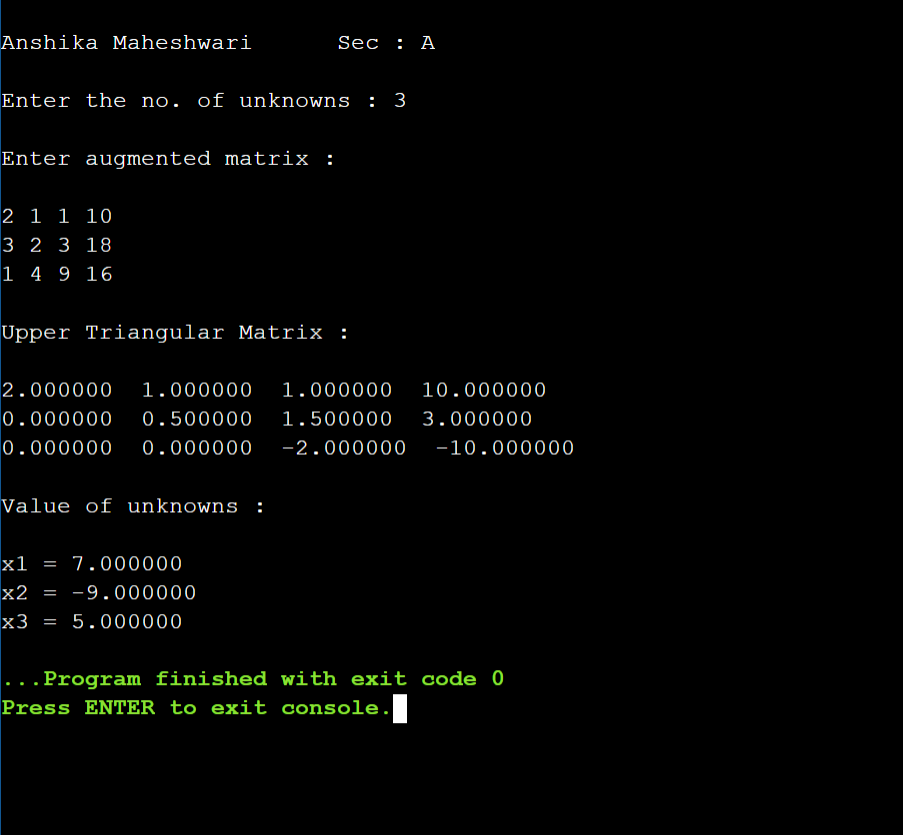 Anshika Maheshwari      Sec : A
Enter the no. of unknowns : 3
Enter augmented matrix :
2 1 1 10
3 2 3 18
1 4 9 16
Upper Triangular Matrix :
2.000000  1.000000  1.000000  10.000000
0.000000  0.500000  1.500000  3.000000
0.000000  0.000000  -2.000000  -10.000000
Value of unknowns :
x1 = 7.000000
x2 = -9.000000
x3 = 5.000000
...Program finished with exit code 0
Press ENTER to exit console.